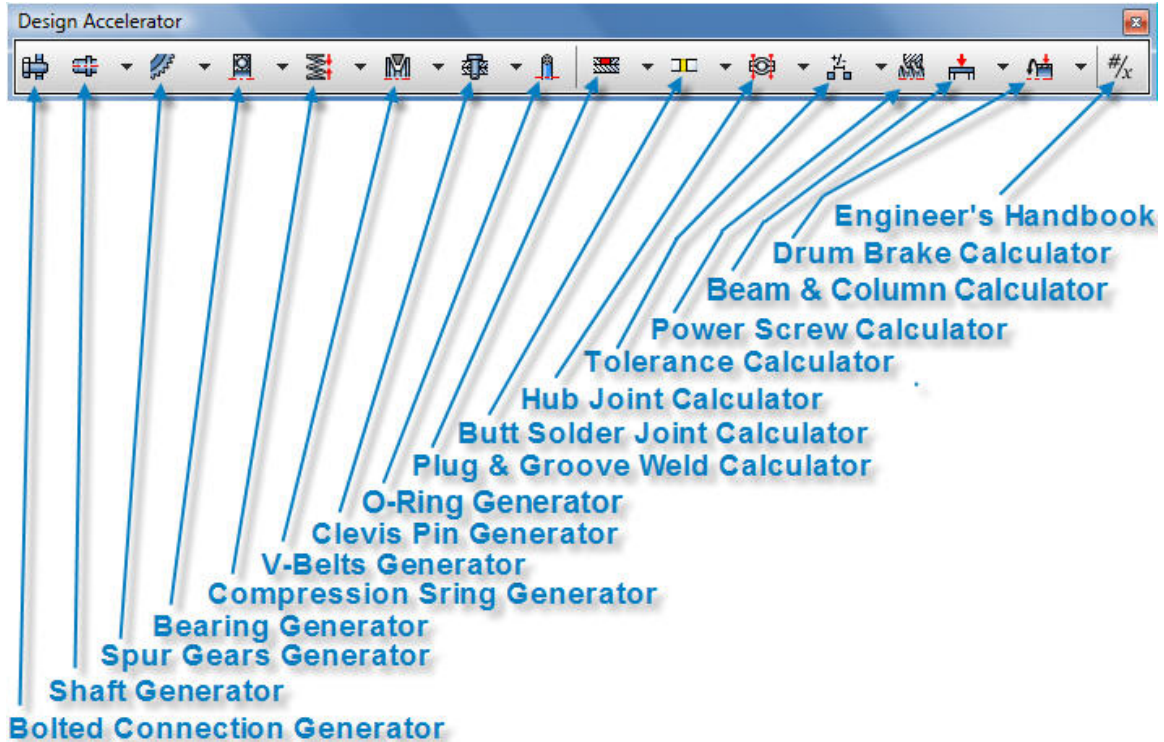 Design Accelerator
#/x
Engineer's Handbook
Drum Brake Calculator
Beam & Column Calculator
Power Screw Calculator
Tolerance Calculator
Hub Joint Calculator
Butt Solder Joint Calculator
Plug & Groove Weld Calculator
O-Ring Generator
Clevis Pin Generator
V-Belts Generator
Compression Sring Generator
Bearing Generator
Spur Gears Generator
Shaft Generator
Bolted Connection Generator